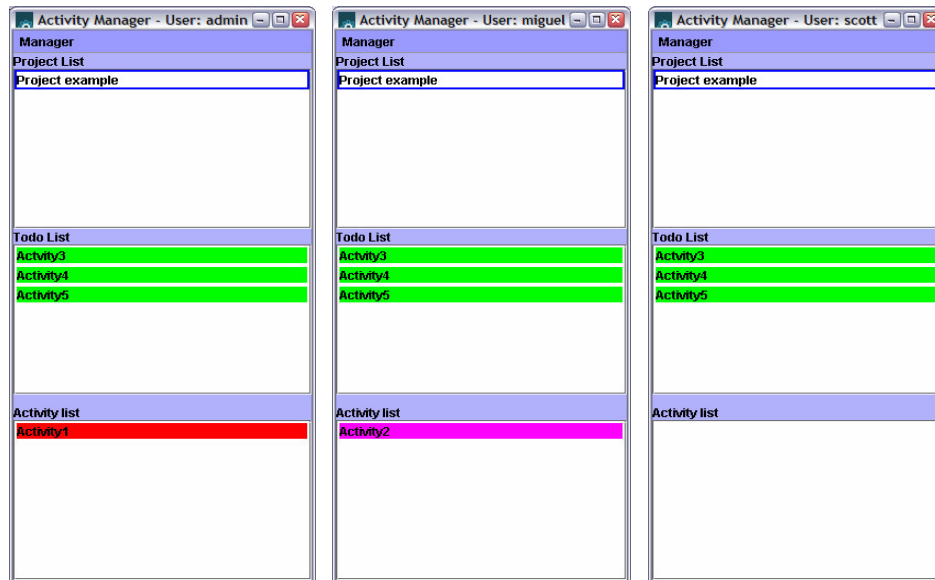 Activity Manager - User: admin
Manager
Project List
Project example
Todo List
Actvity3
Activity4
Activity5
Activity list
Activity1
Activity Manager - User: miguel
Manager
Project List
Project example
Todo List
Actvity3
Activity4
Activity5
Activity list
Activity2
Activity Manager - User: scott
Manager
Project List
Project example
Todo List
Actvity3
Activity4
Activity5
Activity list